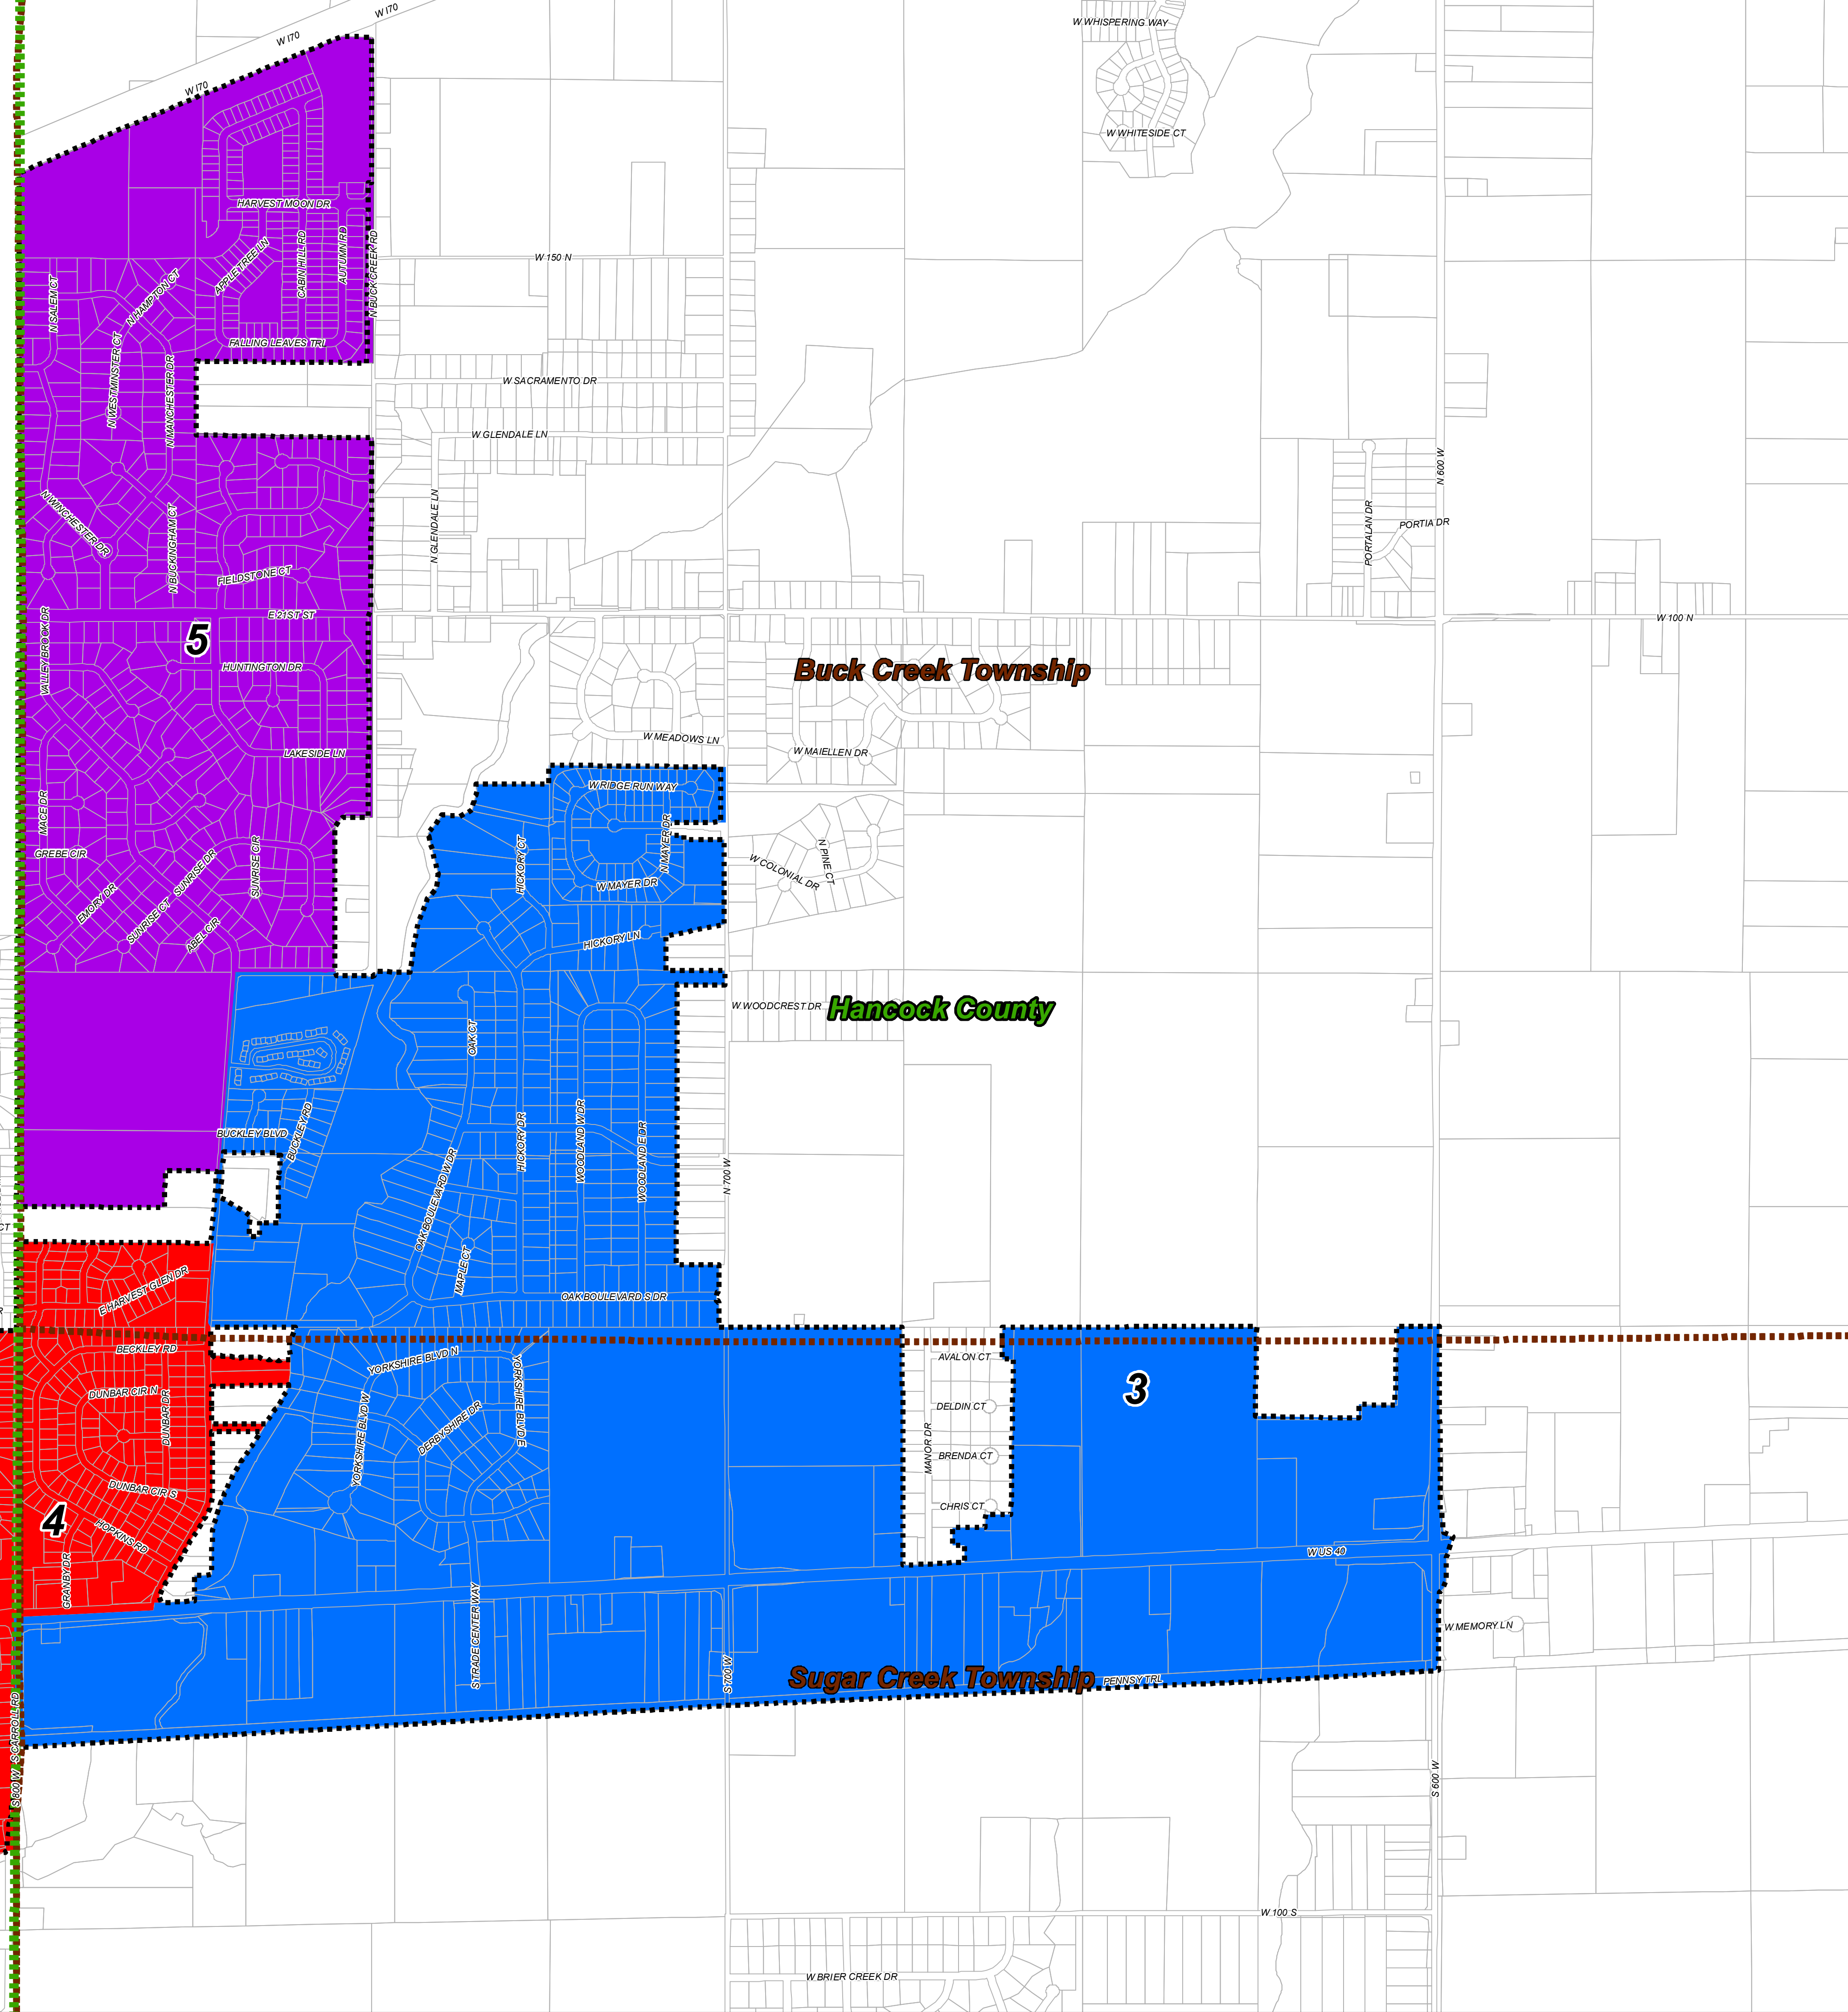 W I70
W WHISPERING WAY
W I70
W I70
W WHITESIDE CT
HARVEST MOON DR
APPLETREE LN
CABIN HILL RD
AUTUMN RD
N BUCK CREEK RD
W 150 N
N SALEM CT
N HAMPTON CT
FALLING LEAVES TRL
N WESTMINSTER CT
N MANCHESTER DR
W SACRAMENTO DR
W GLENDALE LN
N 600 W
N WINCHESTER DR
N BUCKINGHAM CT
N GLENDALE LN
PORTALAN DR
PORTIA DR
FIELDSTONE CT
E 21ST ST
W 100 N
5
VALLEY BROOK DR
HUNTINGTON DR
Buck Creek Township
W MEADOWS LN
LAKESIDE LN
W MAIELLEN DR
W RIDGE RUN WAY
MACE DR
GREBE CIR
SUNRISE DR
SUNRISE CIR
HICKORY CT
N MAYER DR
W MAYER DR
W COLONIAL DR
N PINE CT
EMORY DR
SUNRISE CT
ABEL CIR
HICKORY LN
W WOODCREST DR
Hancock County
OAK CT
BUCKLEY BLVD
BUCKLEY RD
HICKORY DR
WOODLAND W DR
WOODLAND E DR
N 700 W
OAK BOULEVARD W DR
CT
MAPLE CT
E HARVEST GLEN DR
OAK BOULEVARD S DR
R
BECKLEY RD
YORKSHIRE BLVD N
AVALON CT
DUNBAR CIR N
DUNBAR DR
YORKSHIRE BLVD W
DERBYSHIRE DR
YORKSHIRE BLVD E
3
DELDIN CT
MANOR DR
BRENDA CT
DUNBAR CIR S
CHRIS CT
4
HOPKINS RD
GRANBY DR
W US 40
S TRADE CENTER WAY
W MEMORY LN
S 700 W
Sugar Creek Township
PENNSY TRL
S CARROLL RD
S 800 W
S 600 W
W 100 S
W BRIER CREEK DR